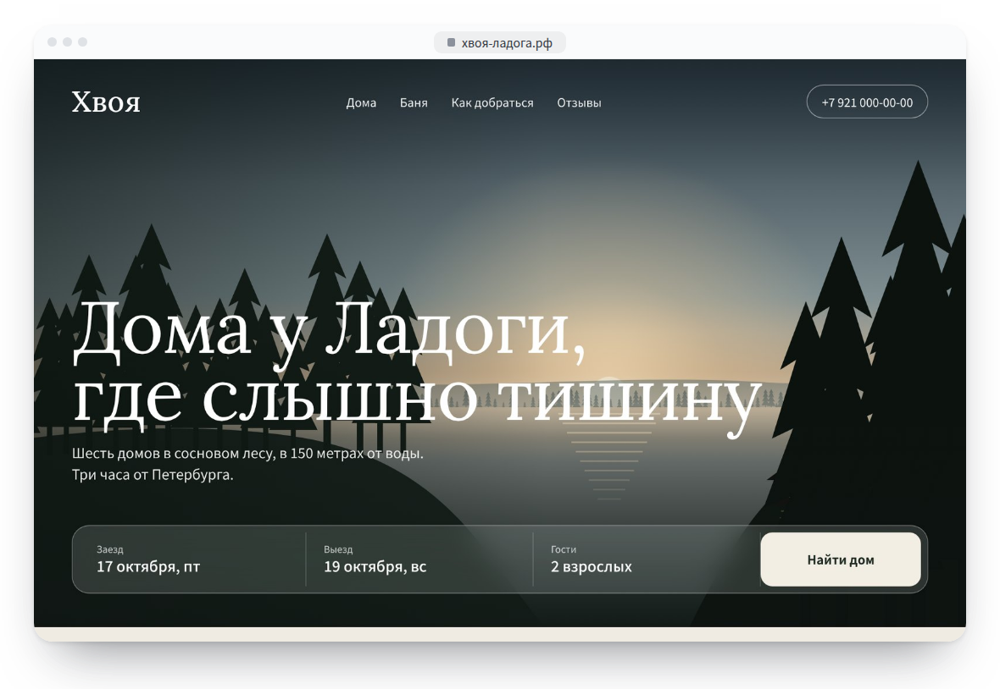 хвоя-ладога.рф
Хвоя
Дома Баня Как добраться Отзывы
+7 921 000-00-00
Дома у Ладоги,
где слышно тишину
Шесть домов в сосновом лесу, в 150 метрах от воды.
Три часа от Петербурга.
Заезд
17 октября, пт
Выезд
19 октября, вс
Гости
2 взрослых
Найти дом